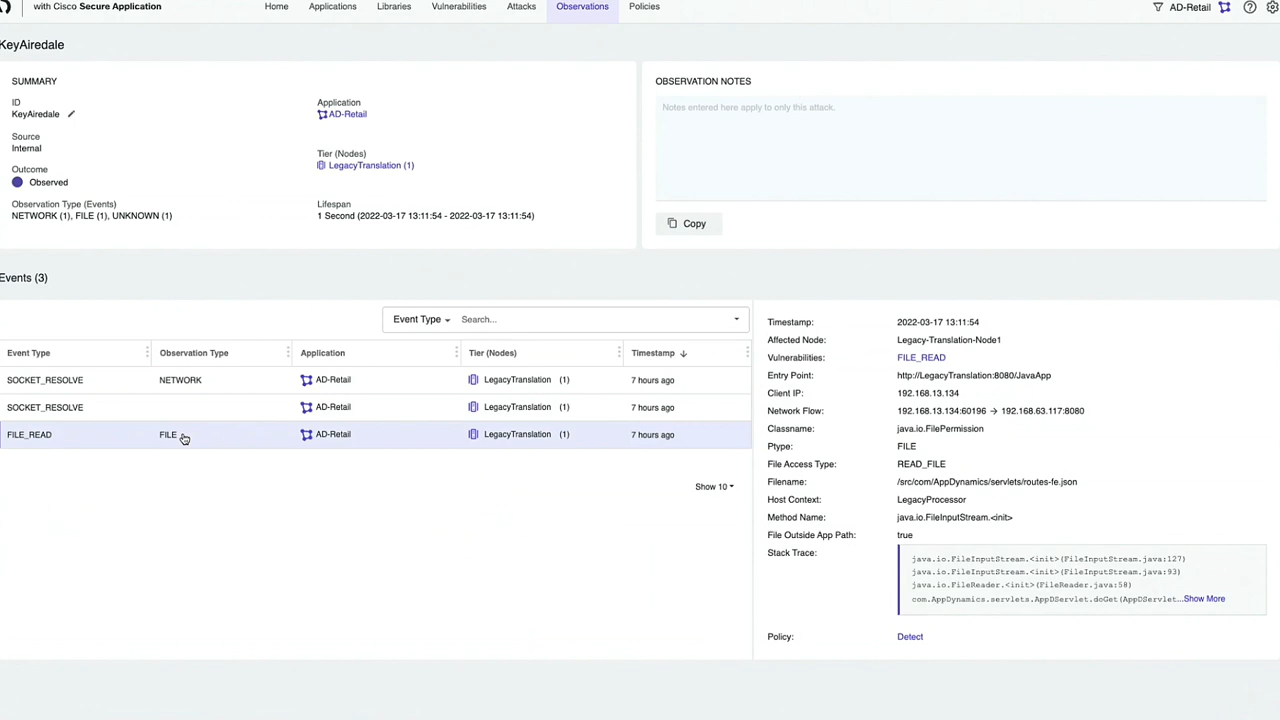 with Cisco Secure Application
Home Applications Libraries Vulnerabilities Attacks Observations Policies AD-Retail
KeyAiredale
SUMMARY
ID
KeyAiredale
Source
Internal
Outcome
Observed
Observation Type (Events)
NETWORK (1), FILE (1), UNKNOWN (1)
Application
AD-Retail
Tier (Nodes)
LegacyTranslation (1)
Lifespan
1 Second (2022-03-17 13:11:54 - 2022-03-17 13:11:54)
OBSERVATION NOTES
Notes entered here apply to only this attack.
Copy
Events (3)
Event Type Search...
Event Type Observation Type Application Tier (Nodes) Timestamp
SOCKET_RESOLVE NETWORK AD-Retail LegacyTranslation (1) 7 hours ago
SOCKET_RESOLVE AD-Retail LegacyTranslation (1) 7 hours ago
FILE_READ FILE AD-Retail LegacyTranslation (1) 7 hours ago
Show 10
Timestamp: 2022-03-17 13:11:54
Affected Node: Legacy-Translation-Node1
Vulnerabilities: FILE_READ
Entry Point: http://LegacyTranslation:8080/JavaApp
Client IP: 192.168.13.134
Network Flow: 192.168.13.134:60196 → 192.168.63.117:8080
Classname: java.io.FilePermission
Ptype: FILE
File Access Type: READ_FILE
Filename: /src/com/AppDynamics/servlets/routes-fe.json
Host Context: LegacyProcessor
Method Name: java.io.FileInputStream.<init>
File Outside App Path: true
Stack Trace: java.io.FileInputStream.<init>(FileInputStream.java:127)
java.io.FileInputStream.<init>(FileInputStream.java:93)
java.io.FileReader.<init>(FileReader.java:58)
com.AppDynamics.servlets.AppDServlet.doGet(AppDServlet...Show More
Policy: Detect